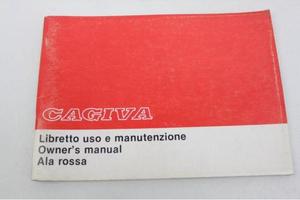 CAGIVA
Libretto uso e manutenzione
Owner's manual
Ala rossa